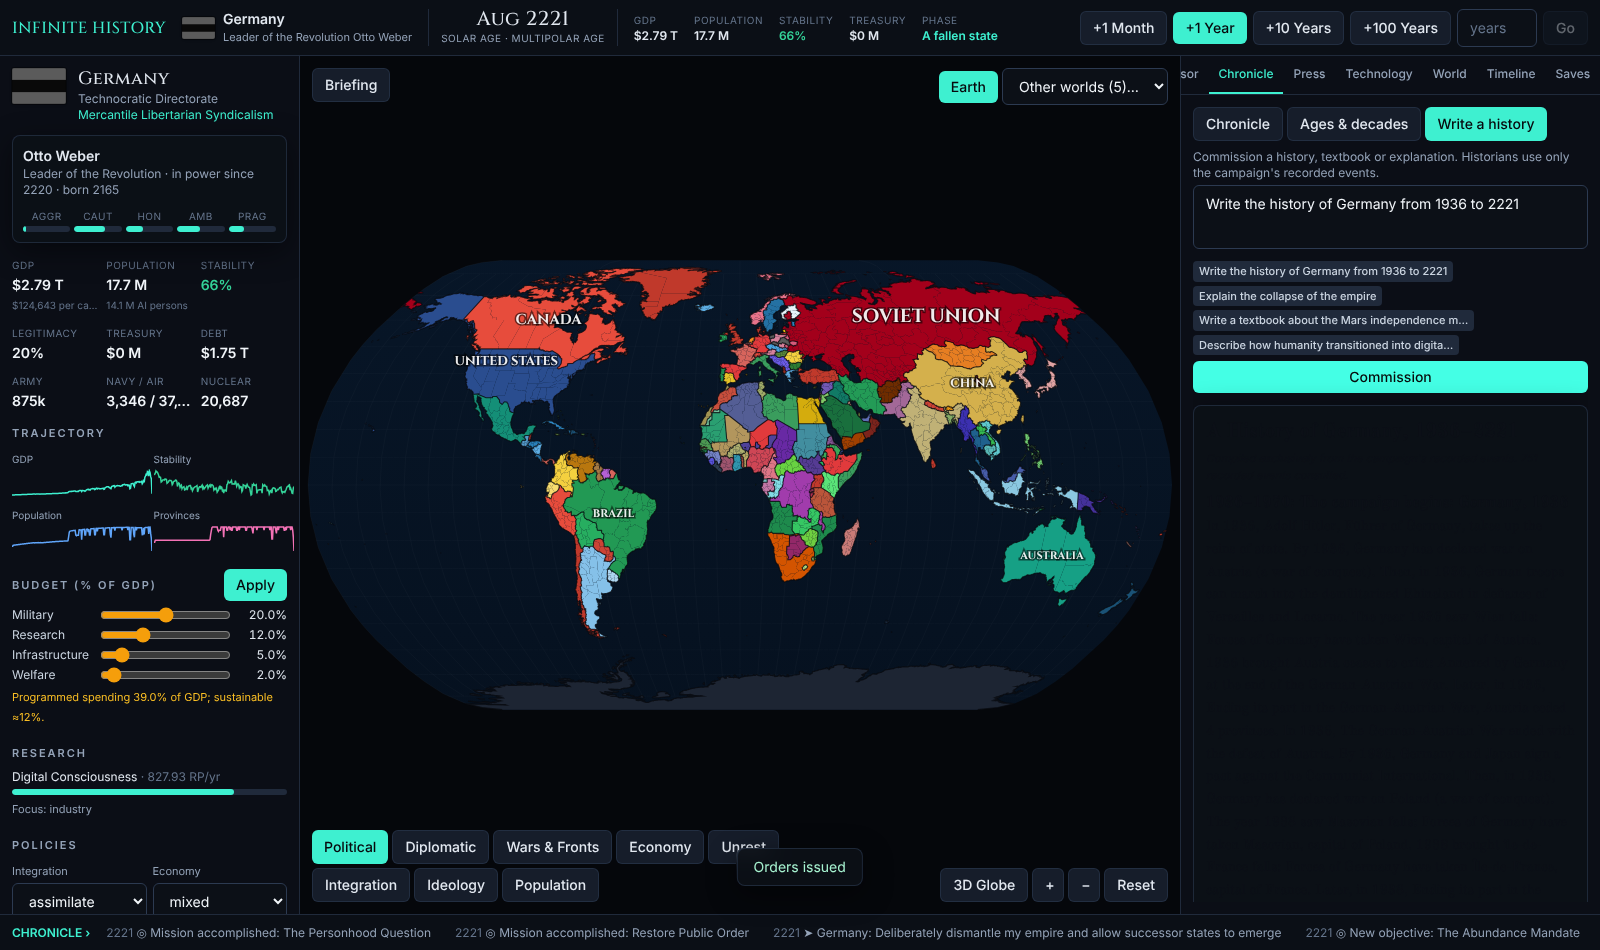 INFINITE HISTORY
Germany
Leader of the Revolution Otto Weber
Aug 2221
SOLAR AGE · MULTIPOLAR AGE
GDP
$2.79 T
POPULATION
17.7 M
STABILITY
66%
TREASURY
$0 M
PHASE
A fallen state
+1 Month
+1 Year
+10 Years
+100 Years
years
Go
GERMANY
Technocratic Directorate
Mercantile Libertarian Syndicalism
Otto Weber
Leader of the Revolution · in power since
2220 · born 2165
AGGR CAUT HON AMB PRAG
GDP POPULATION STABILITY
$2.79 T 17.7 M 66%
$124,643 per ca... 14.1 M AI persons
LEGITIMACY TREASURY DEBT
20% $0 M $1.75 T
ARMY NAVY / AIR NUCLEAR
875k 3,346 / 37,... 20,687
TRAJECTORY
GDP Stability
Population Provinces
BUDGET (% OF GDP) Apply
Military 20.0%
Research 12.0%
Infrastructure 5.0%
Welfare 2.0%
Programmed spending 39.0% of GDP; sustainable
≈12%.
RESEARCH
Digital Consciousness · 827.93 RP/yr
Focus: industry
POLICIES
Integration Economy
assimilate mixed
Briefing
Earth
Other worlds (5)...
CANADA
SOVIET UNION
UNITED STATES
CHINA
BRAZIL
AUSTRALIA
Political Diplomatic Wars & Fronts Economy Unrest
Orders issued
Integration Ideology Population
3D Globe + − Reset
sor Chronicle Press Technology World Timeline Saves
Chronicle Ages & decades Write a history
Commission a history, textbook or explanation. Historians use only
the campaign's recorded events.
Write the history of Germany from 1936 to 2221
Write the history of Germany from 1936 to 2221
Explain the collapse of the empire
Write a textbook about the Mars independence m...
Describe how humanity transitioned into digita...
Commission
CHRONICLE › 2221 ◎ Mission accomplished: The Personhood Question 2221 ◎ Mission accomplished: Restore Public Order 2221 ➤ Germany: Deliberately dismantle my empire and allow successor states to emerge 2221 ◎ New objective: The Abundance Mandate